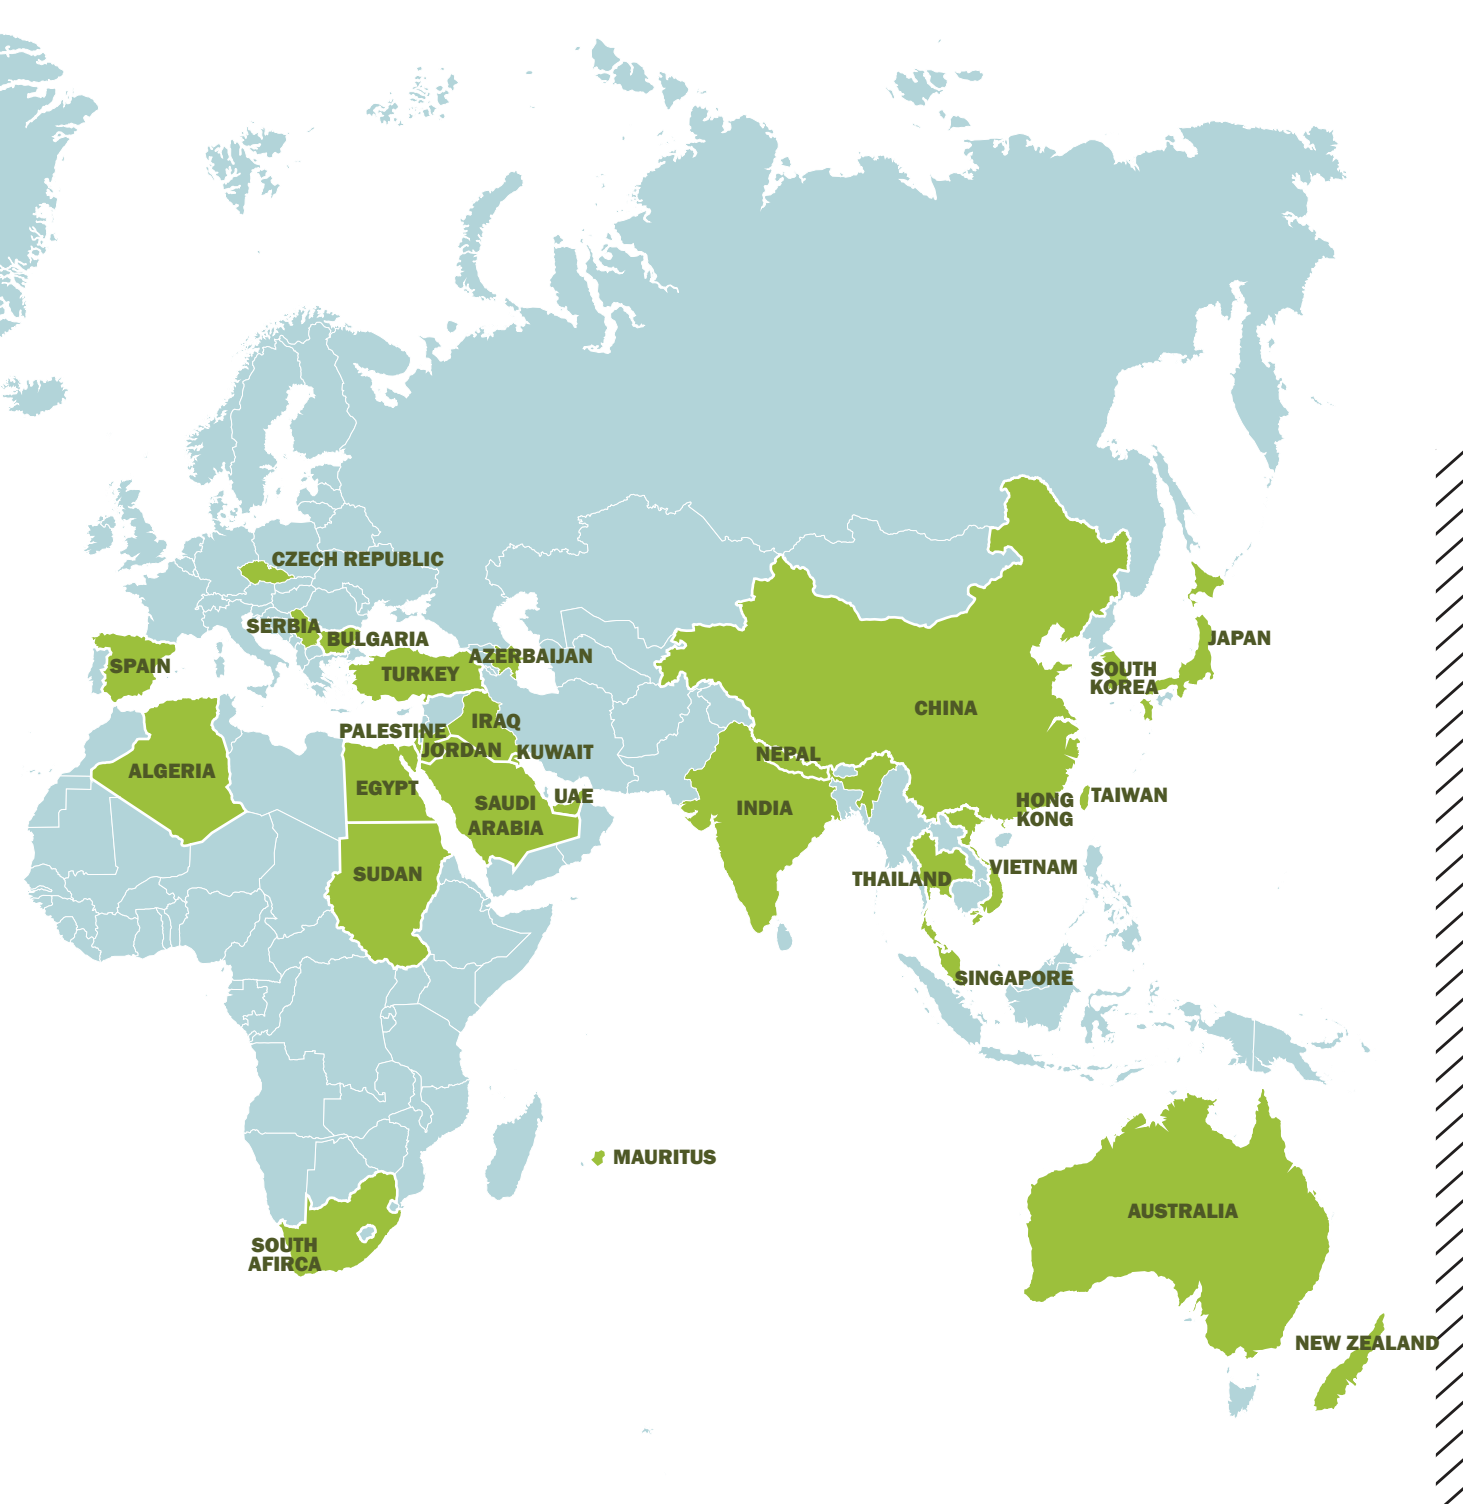 CZECH REPUBLIC
SERBIA
BULGARIA
JAPAN
AZERBAIJAN
SPAIN
TURKEY
SOUTH
KOREA
CHINA
IRAQ
PALESTINE
JORDAN
KUWAIT
NEPAL
ALGERIA
EGYPT
UAE
TAIWAN
SAUDI
ARABIA
INDIA
HONG
KONG
VIETNAM
SUDAN
THAILAND
SINGAPORE
MAURITUS
AUSTRALIA
SOUTH
AFIRCA
NEW ZEALAND